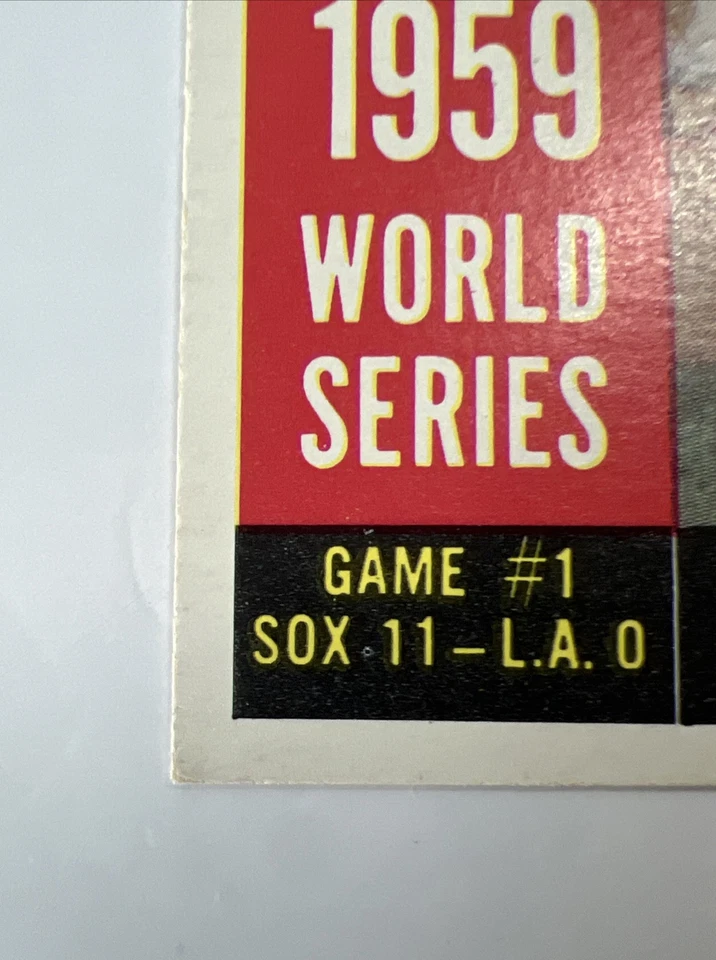 1959
WORLD
SERIES
GAME #1
SOX 11 – L.A. 0